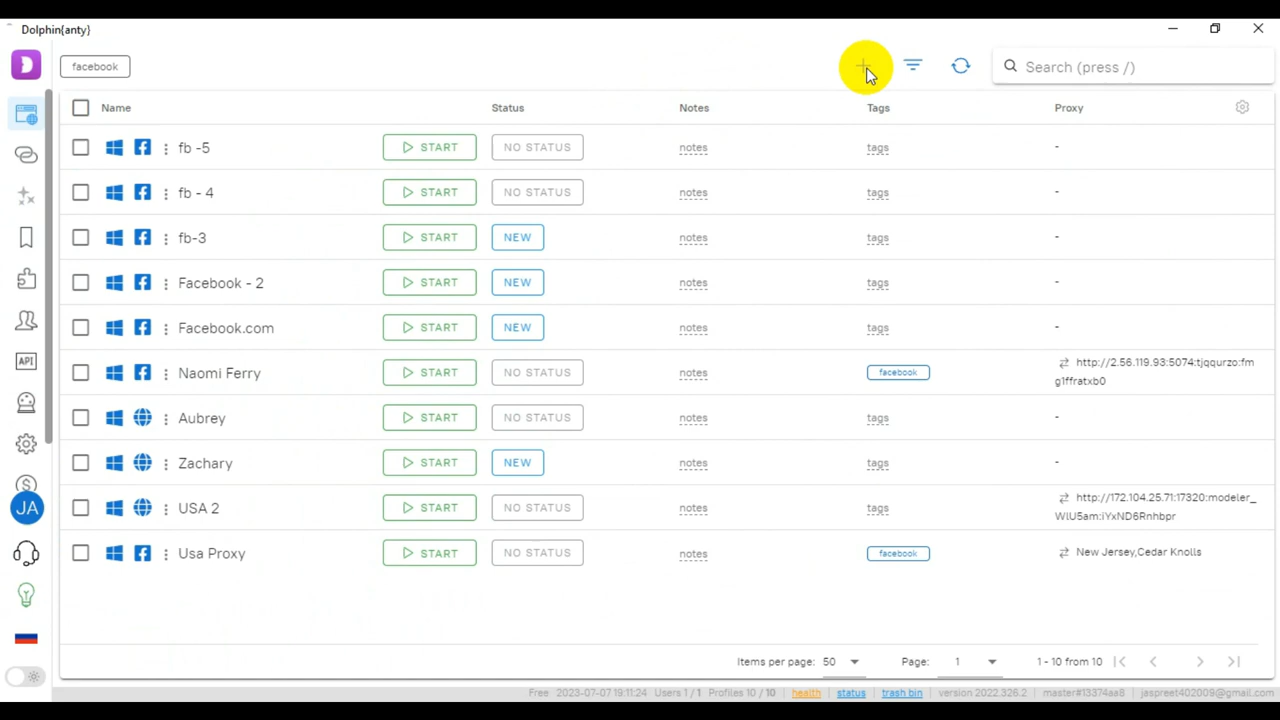 Dolphin{anty}
facebook
Search (press /)
Name Status Notes Tags Proxy
fb -5 START NO STATUS notes tags -
fb - 4 START NO STATUS notes tags -
fb-3 START NEW notes tags -
Facebook - 2 START NEW notes tags -
Facebook.com START NEW notes tags -
Naomi Ferry START NO STATUS notes facebook http://2.56.119.93:5074:tjqqurzo:fm
g1ffratxb0
Aubrey START NO STATUS notes tags -
Zachary START NEW notes tags -
USA 2 START NO STATUS notes tags http://172.104.25.71:17320:modeler_
WlU5am:iYxND6Rnhbpr
Usa Proxy START NO STATUS notes facebook New Jersey,Cedar Knolls
API
JA
Items per page: 50 Page: 1 1 - 10 from 10
Free 2023-07-07 19:11:24 Users 1 / 1 Profiles 10 / 10 health status trash bin version 2022.326.2 master#13374aa8 jaspreet402009@gmail.com